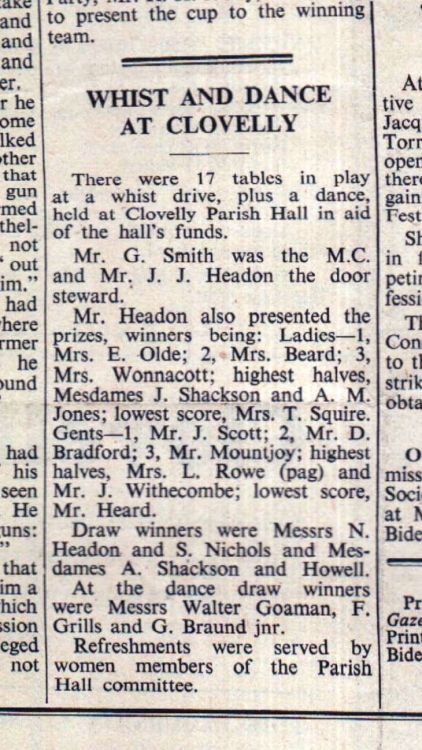 to present the cup to the winning
team.
WHIST AND DANCE
AT CLOVELLY
There were 17 tables in play
at a whist drive, plus a dance,
held at Clovelly Parish Hall in aid
of the hall's funds.
Mr. G. Smith was the M.C.
and Mr. J. J. Headon the door
steward.
Mr. Headon also presented the
prizes, winners being: Ladies—1,
Mrs. E. Olde; 2, Mrs. Beard; 3,
Mrs. Wonnacott; highest halves,
Mesdames J. Shackson and A. M.
Jones; lowest score, Mrs. T. Squire.
Gents—1, Mr. J. Scott; 2, Mr. D.
Bradford; 3, Mr. Mountjoy; highest
halves, Mrs. L. Rowe (pag) and
Mr. J. Withecombe; lowest score,
Mr. Heard.
Draw winners were Messrs N.
Headon and S. Nichols and Mes-
dames A. Shackson and Howell.
At the dance draw winners
were Messrs Walter Goaman, F.
Grills and G. Braund jnr.
Refreshments were served by
women members of the Parish
Hall committee.